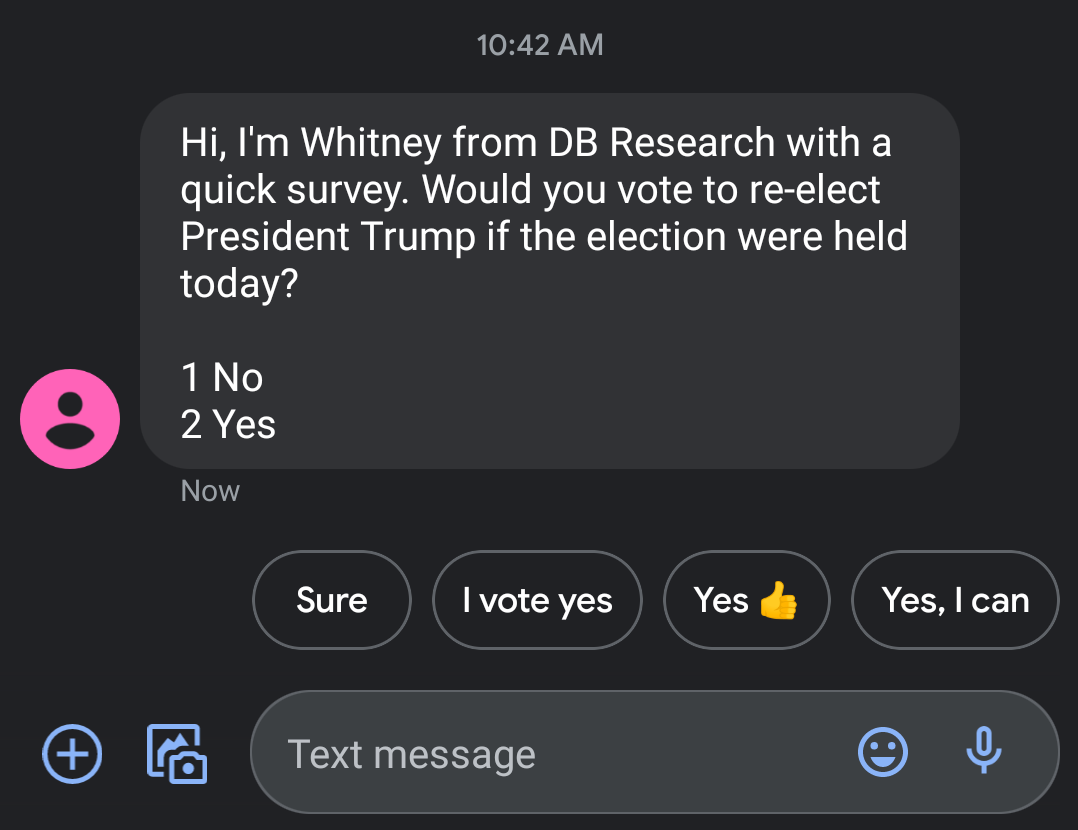 10:42 AM
Hi, I'm Whitney from DB Research with a
quick survey. Would you vote to re-elect
President Trump if the election were held
today?
1 No
2 Yes
Now
Sure
I vote yes
Yes 👍
Yes, I can
Text message